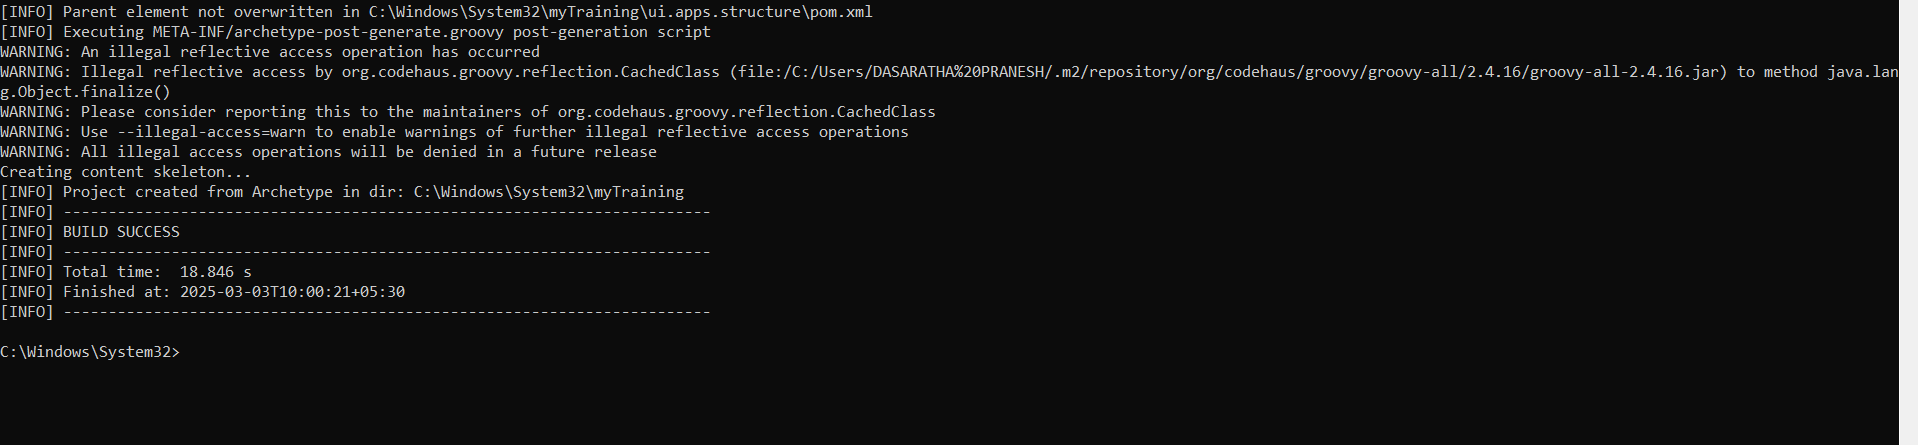 [INFO] Parent element not overwritten in C:\Windows\System32\myTraining\ui.apps.structure\pom.xml
[INFO] Executing META-INF/archetype-post-generate.groovy post-generation script
WARNING: An illegal reflective access operation has occurred
WARNING: Illegal reflective access by org.codehaus.groovy.reflection.CachedClass (file:/C:/Users/DASARATHA%20PRANESH/.m2/repository/org/codehaus/groovy/groovy-all/2.4.16/groovy-all-2.4.16.jar) to method java.lan
g.Object.finalize()
WARNING: Please consider reporting this to the maintainers of org.codehaus.groovy.reflection.CachedClass
WARNING: Use --illegal-access=warn to enable warnings of further illegal reflective access operations
WARNING: All illegal access operations will be denied in a future release
Creating content skeleton...
[INFO] Project created from Archetype in dir: C:\Windows\System32\myTraining
[INFO] ------------------------------------------------------------------------
[INFO] BUILD SUCCESS
[INFO] ------------------------------------------------------------------------
[INFO] Total time:  18.846 s
[INFO] Finished at: 2025-03-03T10:00:21+05:30
[INFO] ------------------------------------------------------------------------
C:\Windows\System32>